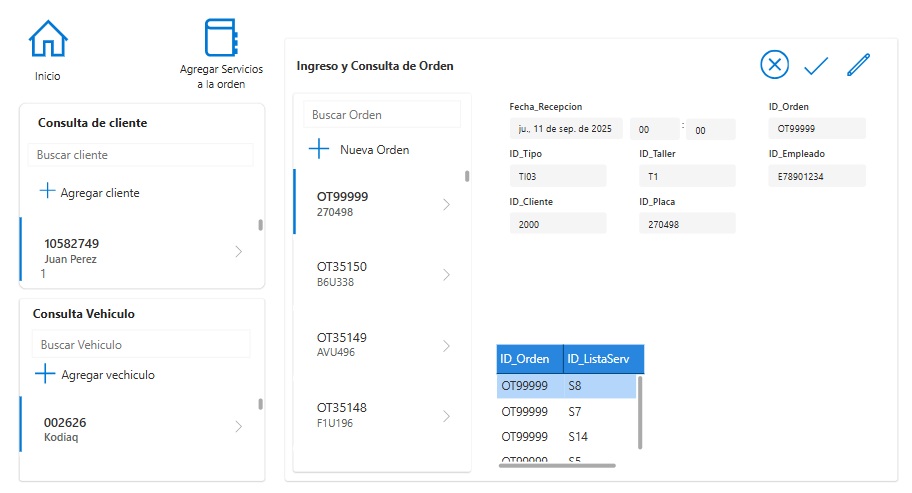 Inicio
Agregar Servicios
a la orden
Consulta de cliente
Buscar cliente
Agregar cliente
10582749
Juan Perez
1
Consulta Vehiculo
Buscar Vehiculo
Agregar vechiculo
002626
Kodiaq
Ingreso y Consulta de Orden
Buscar Orden
Nueva Orden
OT99999
270498
OT35150
B6U338
OT35149
AVU496
OT35148
F1U196
Fecha_Recepcion
ju., 11 de sep. de 2025 00 : 00
ID_Orden
OT99999
ID_Tipo
TI03
ID_Taller
T1
ID_Empleado
E78901234
ID_Cliente
2000
ID_Placa
270498
ID_Orden ID_ListaServ
OT99999 S8
OT99999 S7
OT99999 S14
OT99999 S5